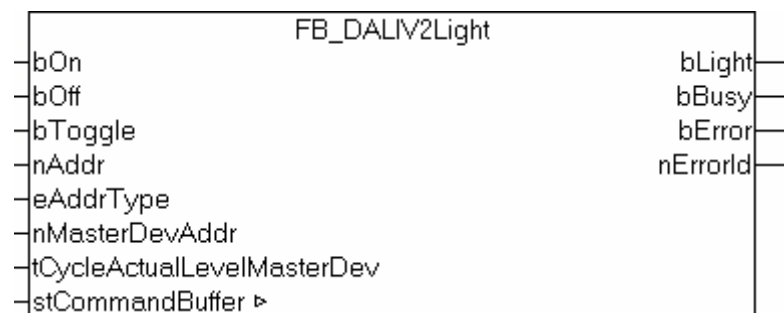 FB_DALIV2Light
bOn bLight
bOff bBusy
bToggle bError
nAddr nErrorId
eAddrType
nMasterDevAddr
tCycleActualLevelMasterDev
stCommandBuffer ▹